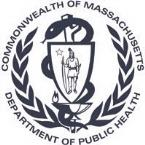 COMMONWEALTH OF MASSACHUSETTS
DEPARTMENT OF PUBLIC HEALTH